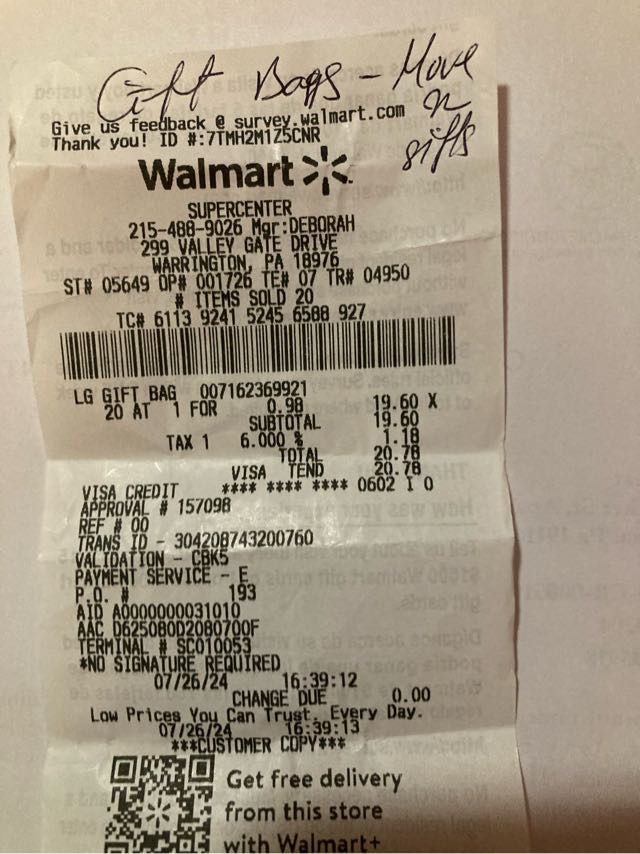 Gift Bags - Move
in
gifts
Give us feedback @ survey.walmart.com
Thank you! ID #:7TMH2M1Z5CNR
Walmart
SUPERCENTER
215-488-9026 Mgr:DEBORAH
299 VALLEY GATE DRIVE
WARRINGTON, PA 18976
ST# 05649 OP# 001726 TE# 07 TR# 04950
# ITEMS SOLD 20
TC# 6113 9241 5245 6588 927
LG GIFT BAG 007162369921
20 AT 1 FOR 0.98 19.60 X
SUBTOTAL 19.60
TAX 1 6.000 % 1.18
TOTAL 20.78
VISA TEND 20.78
VISA CREDIT **** **** **** 0602 I 0
APPROVAL # 157098
REF # 00
TRANS ID - 304208743200760
VALIDATION - CBK5
PAYMENT SERVICE - E
P.O. # 193
AID A0000000031010
AAC D625080D2080700F
TERMINAL # SC010053
*NO SIGNATURE REQUIRED
07/26/24 16:39:12
CHANGE DUE 0.00
Low Prices You Can Trust. Every Day.
07/26/24 16:39:13
***CUSTOMER COPY***
Get free delivery
from this store
with Walmart+